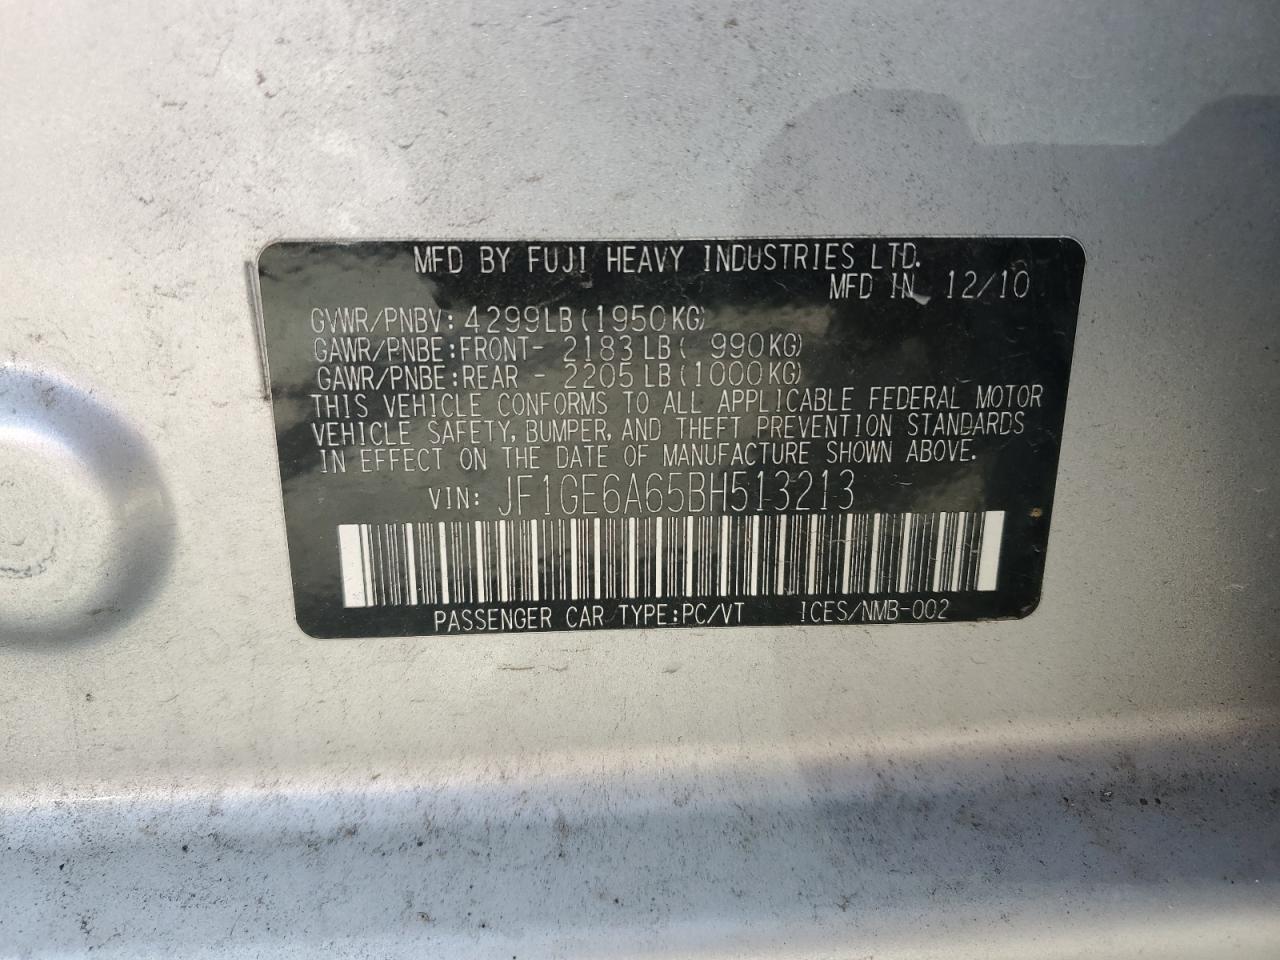 MFD BY FUJI HEAVY INDUSTRIES LTD.
MFD IN 12/10
GVWR/PNBV: 4299LB(1950KG)
GAWR/PNBE:FRONT- 2183LB( 990KG)
GAWR/PNBE:REAR - 2205LB(1000KG)
THIS VEHICLE CONFORMS TO ALL APPLICABLE FEDERAL MOTOR
VEHICLE SAFETY, BUMPER, AND THEFT PREVENTION STANDARDS
IN EFFECT ON THE DATE OF MANUFACTURE SHOWN ABOVE.
VIN: JF1GE6A65BH513213
PASSENGER CAR TYPE:PC/VT ICES/NMB-002